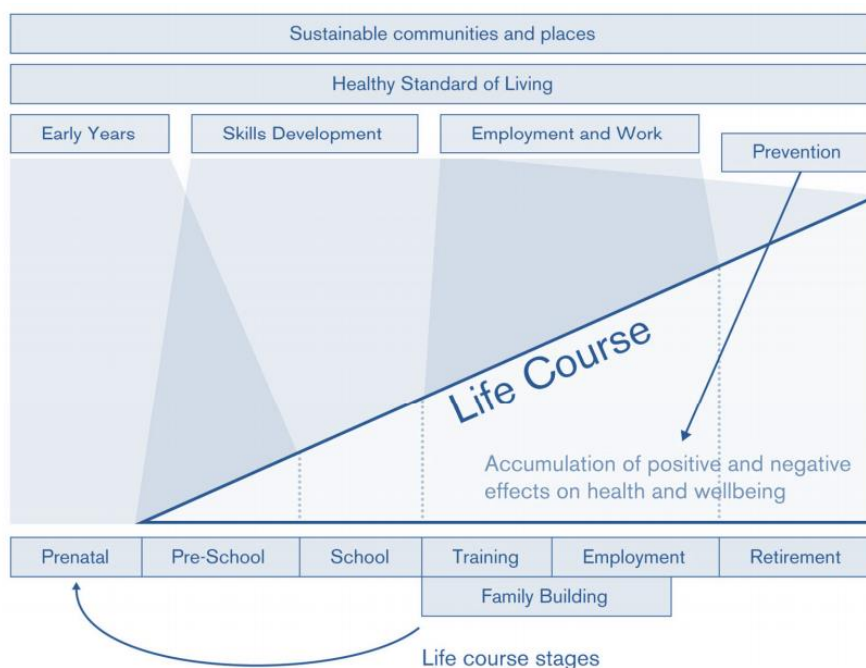 Sustainable communities and places
Healthy Standard of Living
Early Years
Skills Development
Employment and Work
Prevention
Life Course
Accumulation of positive and negative
effects on health and wellbeing
Prenatal
Pre-School
School
Training
Employment
Retirement
Family Building
Life course stages